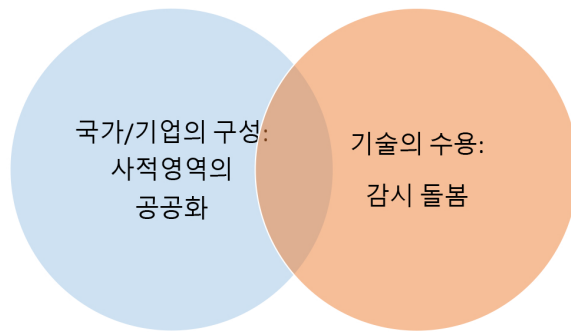 국가/기업의 구성:
사적영역의
공공화
기술의 수용:
감시 돌봄